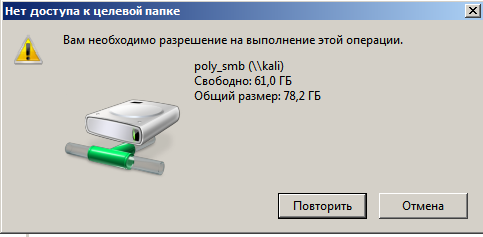 Нет доступа к целевой папке
Вам необходимо разрешение на выполнение этой операции.
poly_smb (\\kali)
Свободно: 61,0 ГБ
Общий размер: 78,2 ГБ
Повторить
Отмена